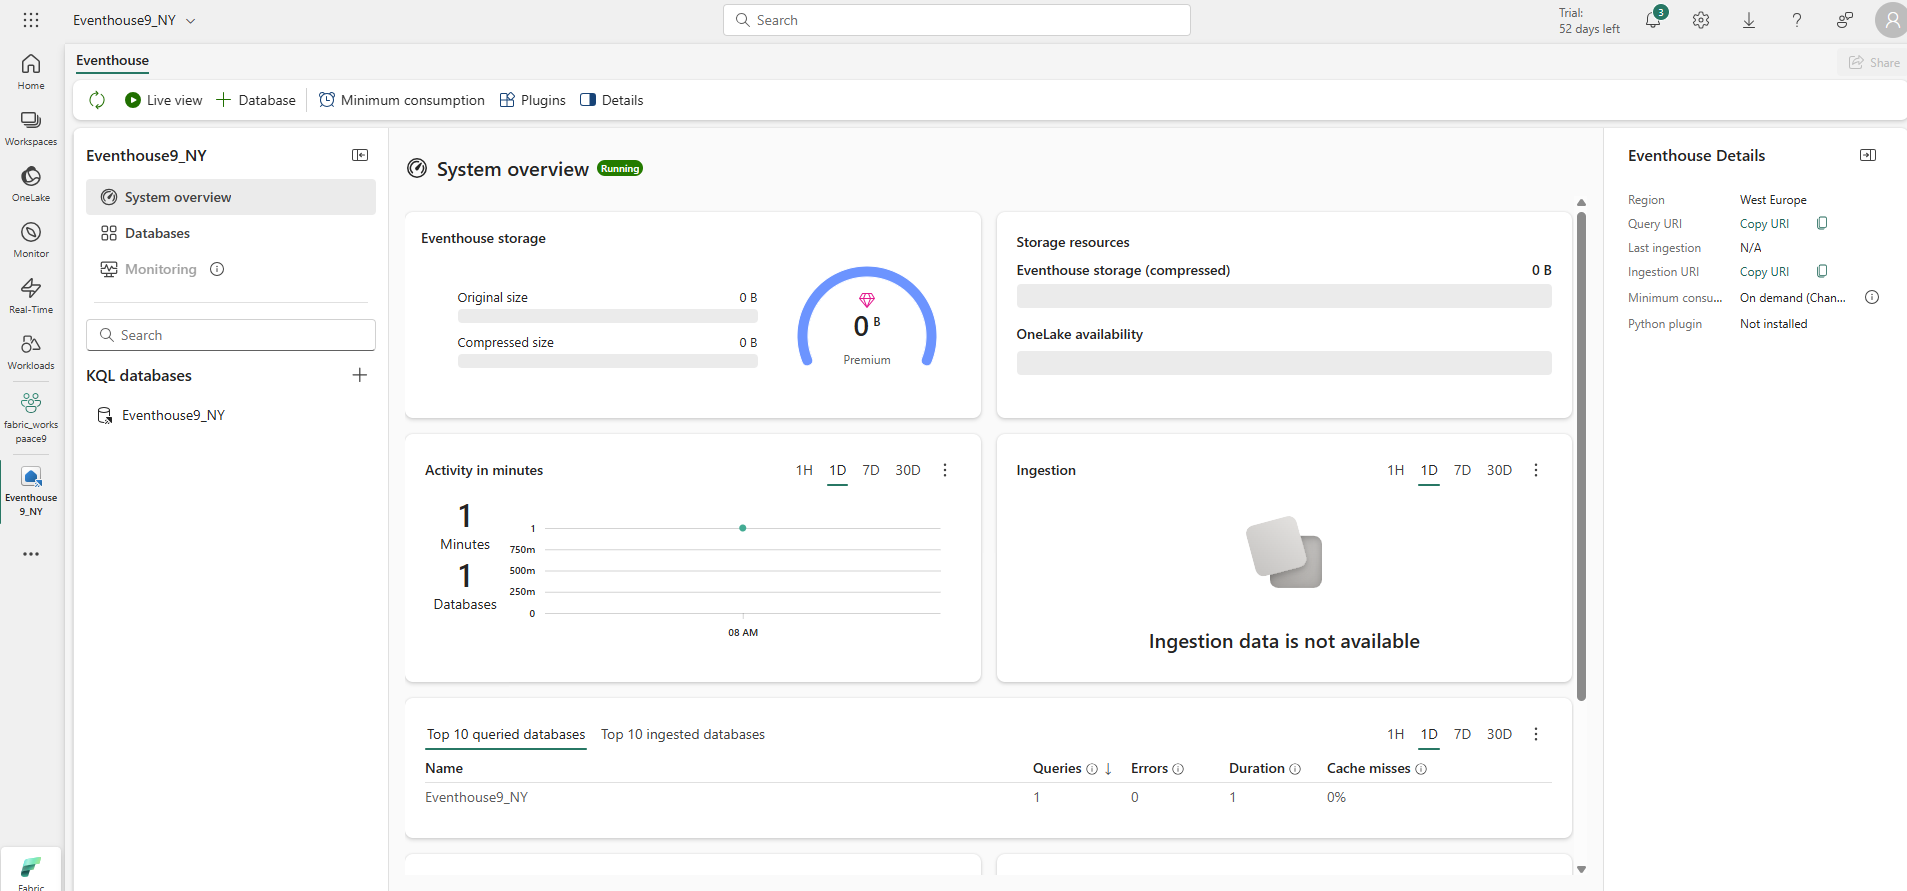 Eventhouse9_NY
Search
Trial:
52 days left
3
Home
Workspaces
OneLake
Monitor
Real-Time
Workloads
fabric_works
paace9
Eventhouse
9_NY
Fabric
Eventhouse
Share
Live view
Database
Minimum consumption
Plugins
Details
Eventhouse9_NY
System overview
Databases
Monitoring
Search
KQL databases
Eventhouse9_NY
System overview Running
Eventhouse storage
Original size 0 B
Compressed size 0 B
0 B
Premium
Storage resources
Eventhouse storage (compressed) 0 B
OneLake availability
Activity in minutes 1H 1D 7D 30D
1
Minutes
1
Databases
1
750m
500m
250m
0
08 AM
Ingestion 1H 1D 7D 30D
Ingestion data is not available
Top 10 queried databases Top 10 ingested databases 1H 1D 7D 30D
Name Queries Errors Duration Cache misses
Eventhouse9_NY 1 0 1 0%
Eventhouse Details
Region West Europe
Query URI Copy URI
Last ingestion N/A
Ingestion URI Copy URI
Minimum consu... On demand (Chan...
Python plugin Not installed